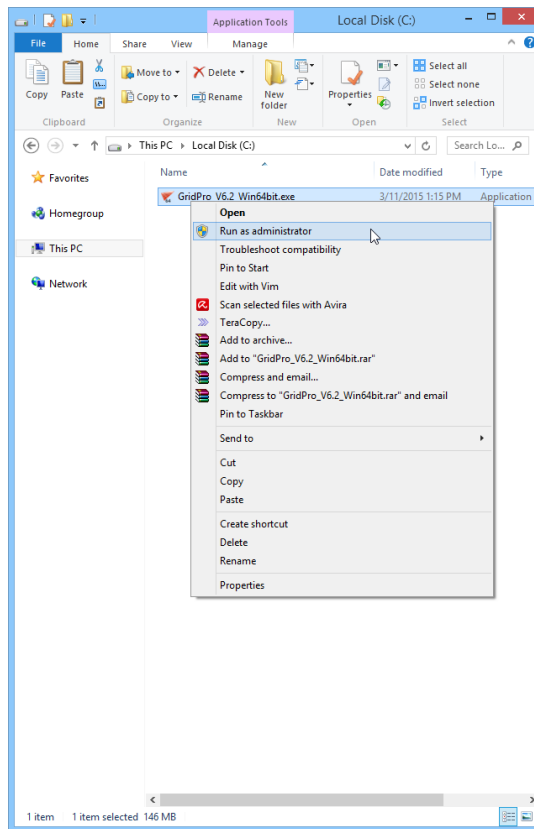 Application Tools
Local Disk (C:)
File
Home
Share
View
Manage
Copy
Paste
Move to
Copy to
Delete
Rename
New folder
Properties
Select all
Select none
Invert selection
Clipboard
Organize
New
Open
Select
This PC
Local Disk (C:)
Search Lo...
Favorites
Homegroup
This PC
Network
Name
Date modified
Type
GridPro_V6.2_Win64bit.exe
3/11/2015 1:15 PM
Application
Open
Run as administrator
Troubleshoot compatibility
Pin to Start
Edit with Vim
Scan selected files with Avira
TeraCopy...
Add to archive...
Add to "GridPro_V6.2_Win64bit.rar"
Compress and email...
Compress to "GridPro_V6.2_Win64bit.rar" and email
Pin to Taskbar
Send to
Cut
Copy
Paste
Create shortcut
Delete
Rename
Properties
1 item
1 item selected 146 MB